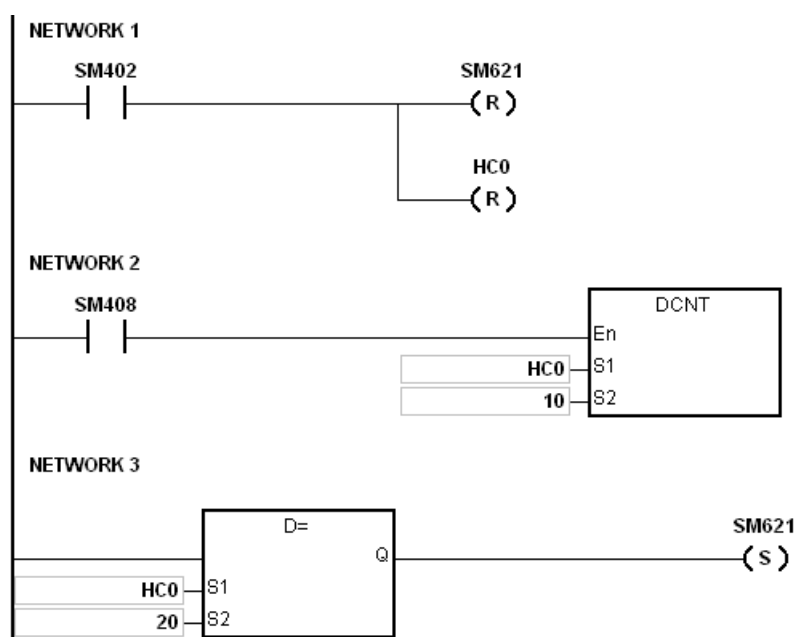 NETWORK 1
SM402 SM621
( R )
HC0
( R )
NETWORK 2
SM408 DCNT
En
HC0 S1
10 S2
NETWORK 3
D= SM621
Q ( S )
HC0 S1
20 S2